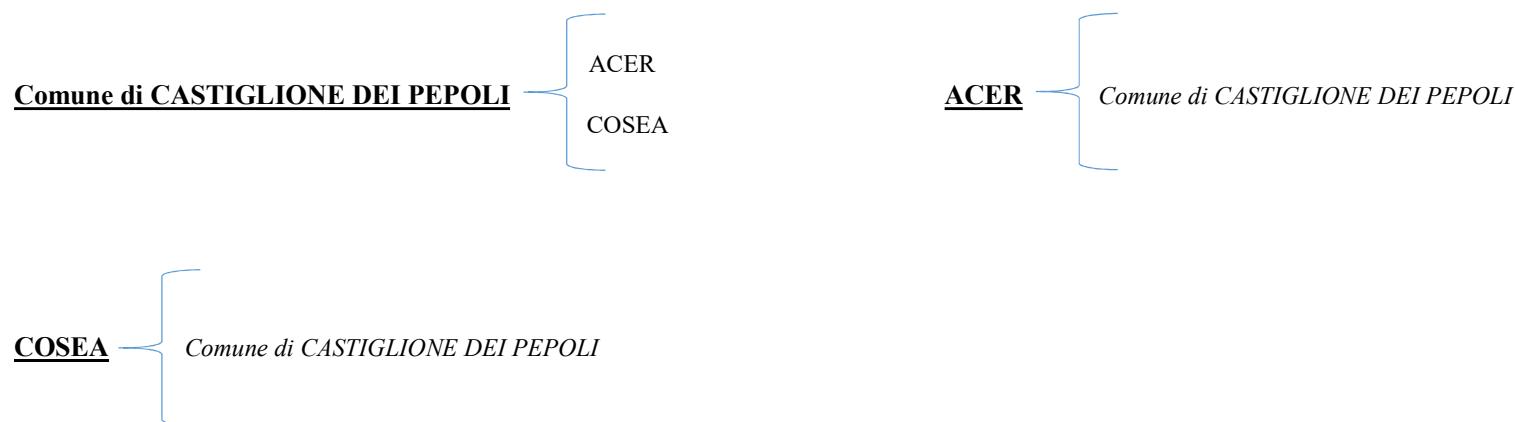 Comune di CASTIGLIONE DEI PEPOLI
ACER
COSEA
ACER
Comune di CASTIGLIONE DEI PEPOLI
COSEA
Comune di CASTIGLIONE DEI PEPOLI